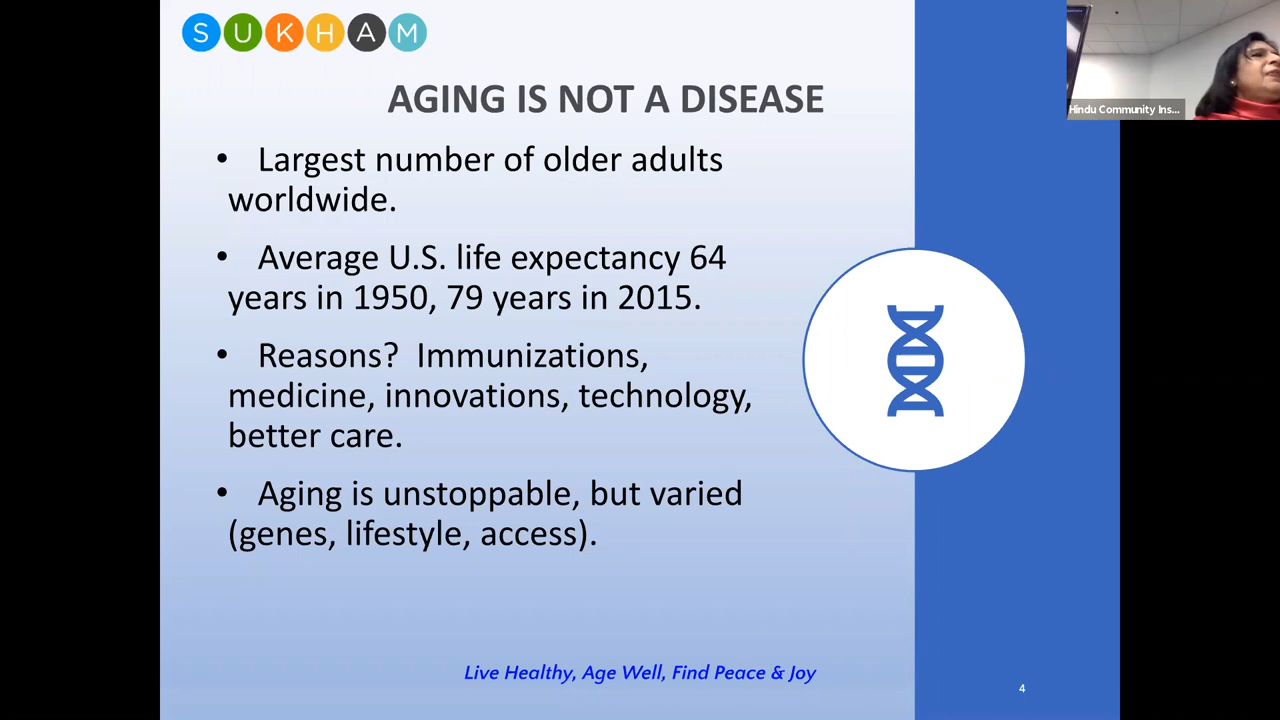 SUKHAM
AGING IS NOT A DISEASE
• Largest number of older adults
worldwide.
• Average U.S. life expectancy 64
years in 1950, 79 years in 2015.
• Reasons? Immunizations,
medicine, innovations, technology,
better care.
• Aging is unstoppable, but varied
(genes, lifestyle, access).
Live Healthy, Age Well, Find Peace & Joy
4
Hindu Community Ins...